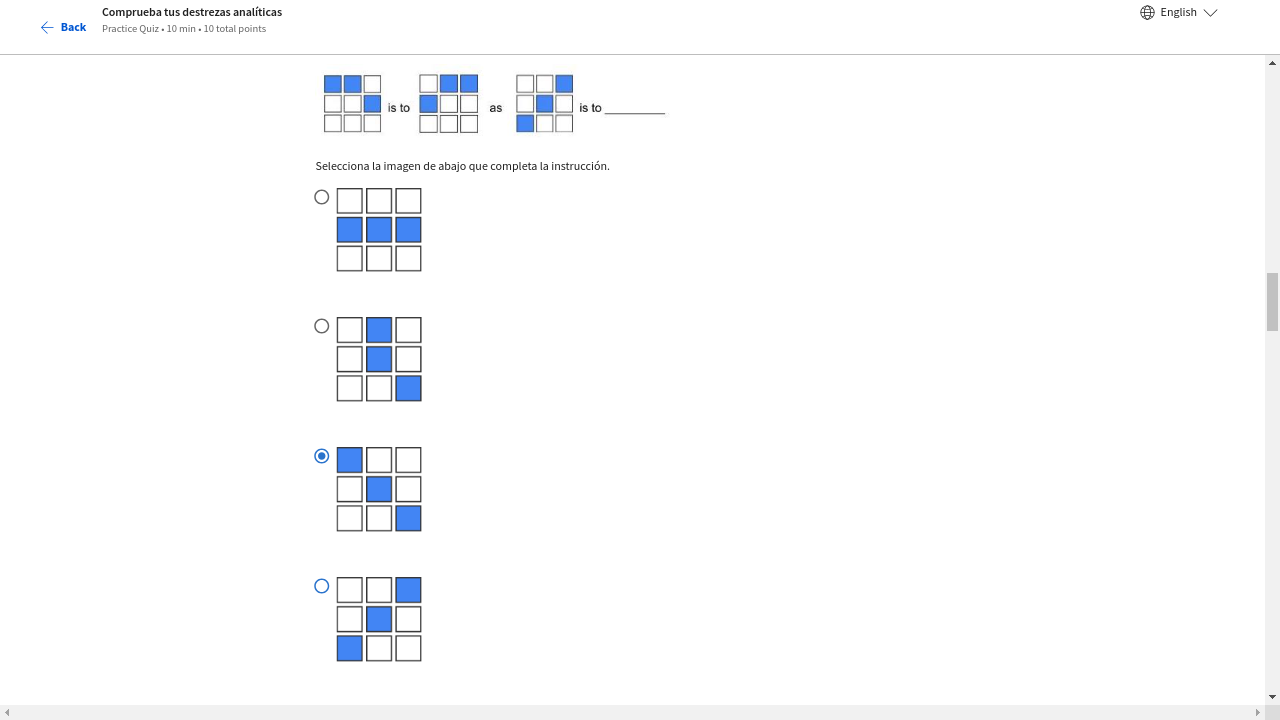 Comprueba tus destrezas analíticas
Back
Practice Quiz • 10 min • 10 total points
English
is to as is to __________
Selecciona la imagen de abajo que completa la instrucción.